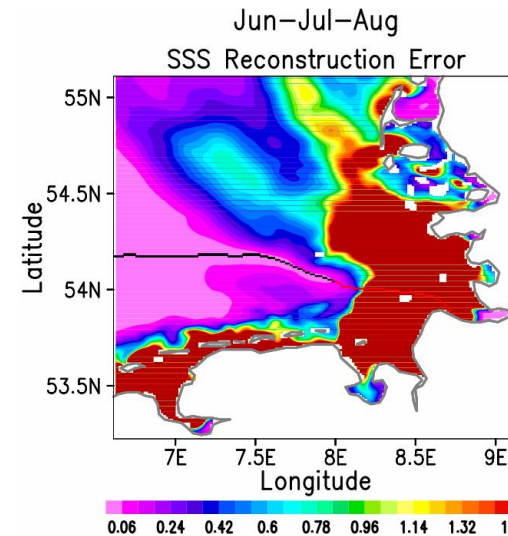 Jun-Jul-Aug
SSS Reconstruction Error
55N
54.5N
54N
53.5N
Latitude
7E 7.5E 8E 8.5E 9E
Longitude
0.06 0.24 0.42 0.6 0.78 0.96 1.14 1.32